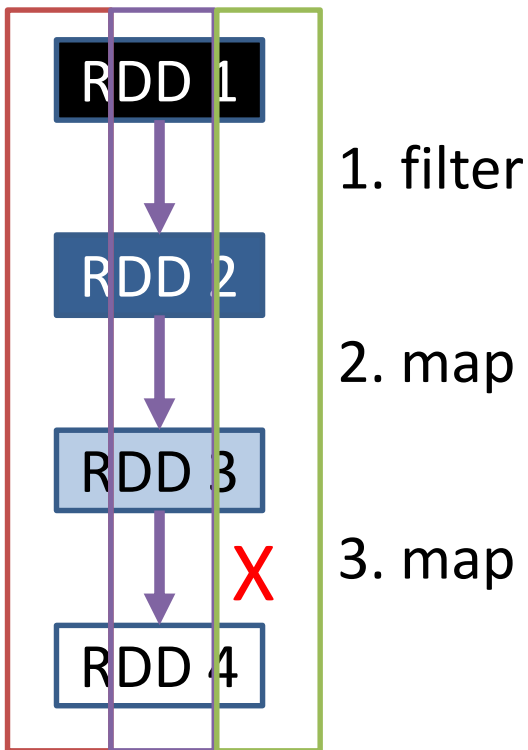 RDD 1
1. filter
RDD 2
2. map
RDD 3
3. map
X
RDD 4